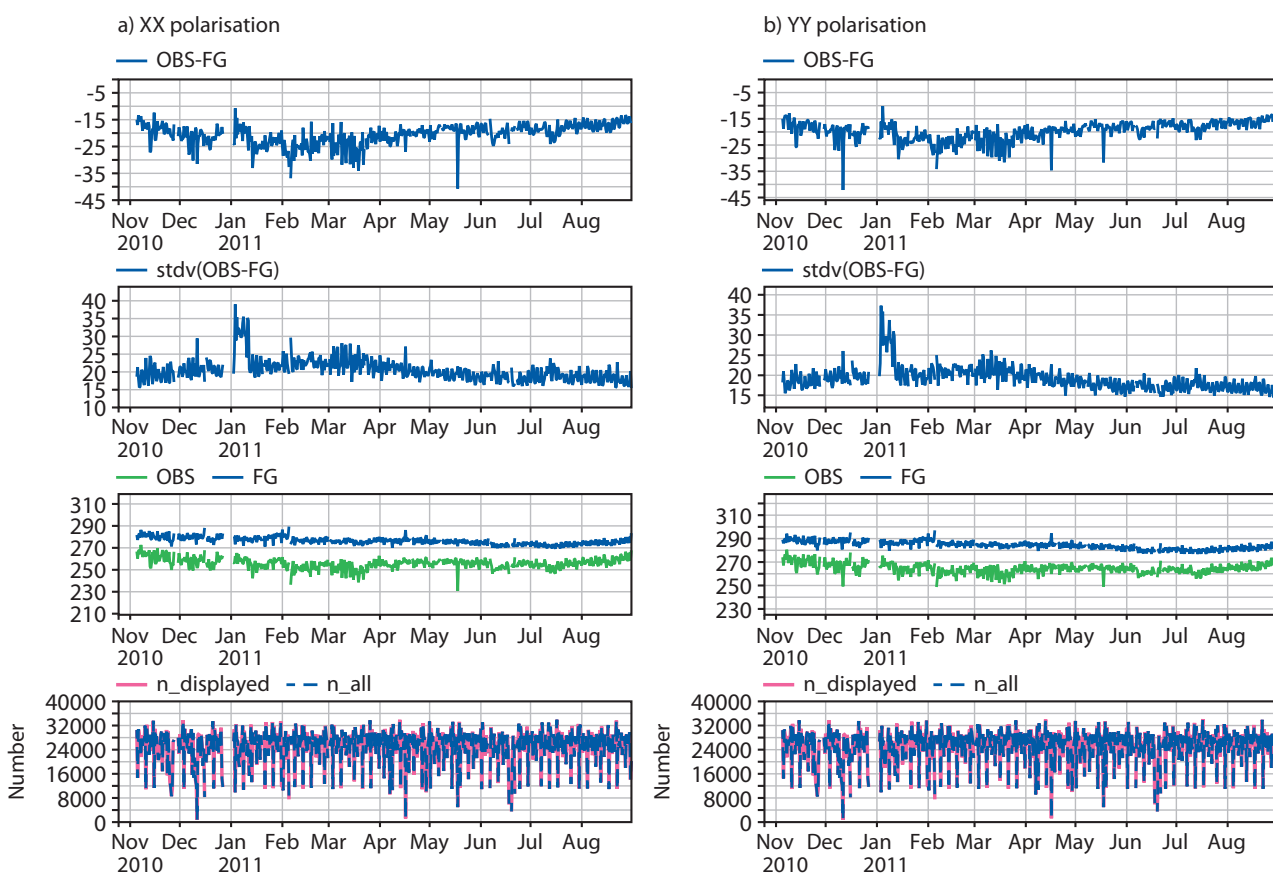 a) XX polarisation
OBS-FG
-5
-15
-25
-35
-45
Nov Dec Jan Feb Mar Apr May Jun Jul Aug
2010 2011
stdv(OBS-FG)
40
35
30
25
20
15
10
Nov Dec Jan Feb Mar Apr May Jun Jul Aug
2010 2011
OBS FG
310
290
270
250
230
210
Nov Dec Jan Feb Mar Apr May Jun Jul Aug
2010 2011
n_displayed n_all
Number
40000
32000
24000
16000
8000
0
Nov Dec Jan Feb Mar Apr May Jun Jul Aug
2010 2011
b) YY polarisation
OBS-FG
-5
-15
-25
-35
-45
Nov Dec Jan Feb Mar Apr May Jun Jul Aug
2010 2011
stdv(OBS-FG)
40
35
30
25
20
15
Nov Dec Jan Feb Mar Apr May Jun Jul Aug
2010 2011
OBS FG
310
290
270
250
230
Nov Dec Jan Feb Mar Apr May Jun Jul Aug
2010 2011
n_displayed n_all
Number
40000
32000
24000
16000
8000
0
Nov Dec Jan Feb Mar Apr May Jun Jul Aug
2010 2011